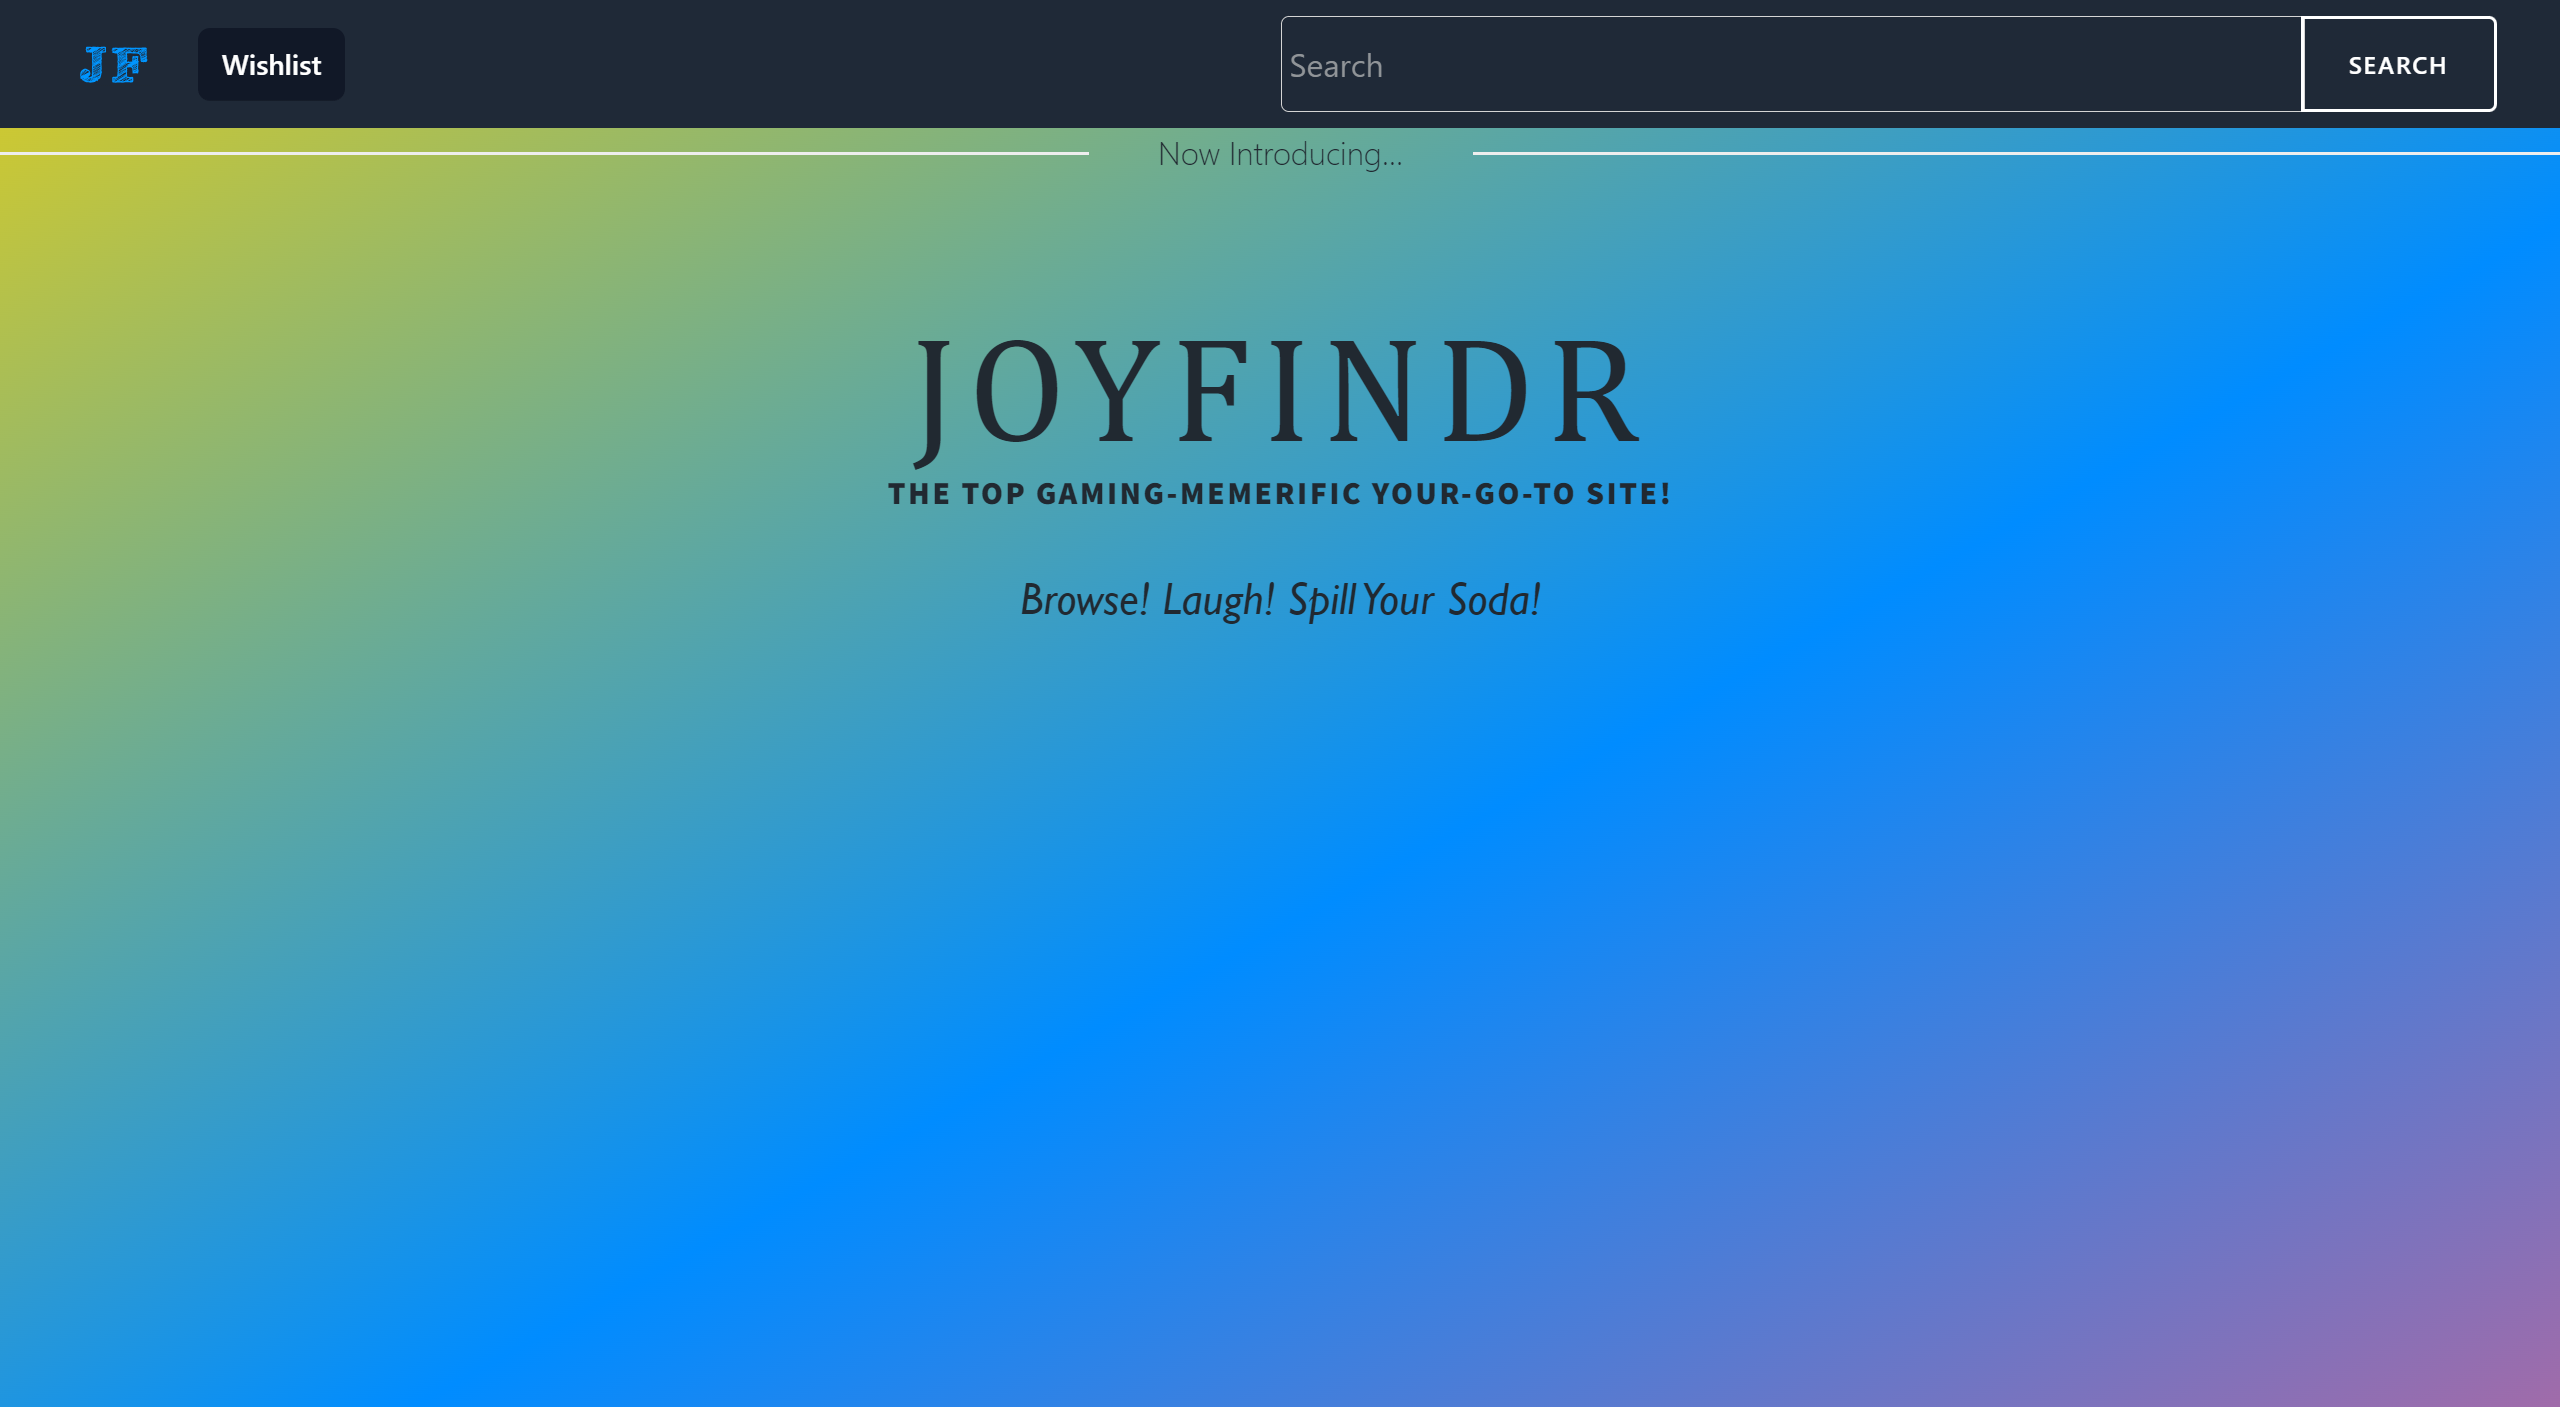 JF
Wishlist
Search
SEARCH
Now Introducing...
JOYFINDR
THE TOP GAMING-MEMERIFIC YOUR-GO-TO SITE!
Browse! Laugh! Spill Your Soda!